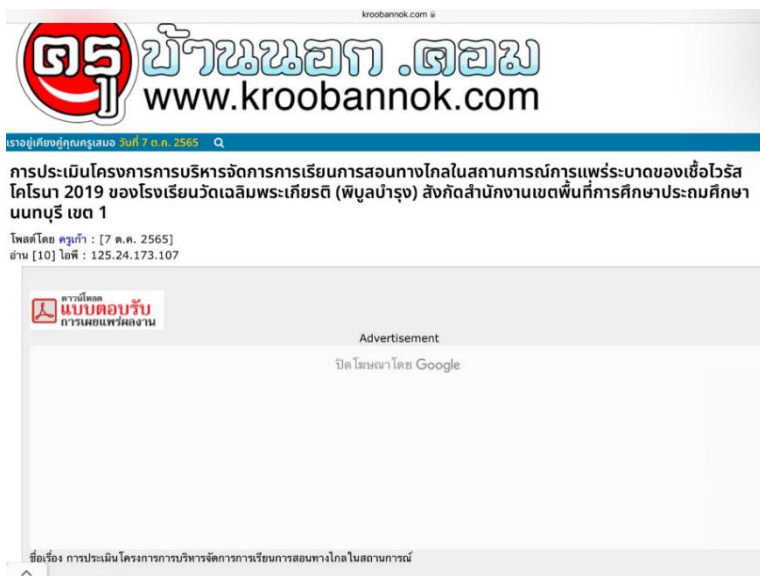 kroobannok.com
ครู
บ้านนอก.คอม
www.kroobannok.com
เราอยู่เคียงคู่คุณครูเสมอ วันที่ 7 ต.ค. 2565
การประเมินโครงการการบริหารจัดการการเรียนการสอนทางไกลในสถานการณ์การแพร่ระบาดของเชื้อไวรัส
โคโรนา 2019 ของโรงเรียนวัดเฉลิมพระเกียรติ (พิบูลบำรุง) สังกัดสำนักงานเขตพื้นที่การศึกษาประถมศึกษา
นนทบุรี เขต 1
โพสต์โดย ครูเก้า : [7 ต.ค. 2565]
อ่าน [10] ไอพี : 125.24.173.107
ดาวน์โหลด
แบบตอบรับ
การเผยแพร่ผลงาน
Advertisement
ปิดโฆษณาโดย Google
ชื่อเรื่อง การประเมินโครงการการบริหารจัดการการเรียนการสอนทางไกลในสถานการณ์